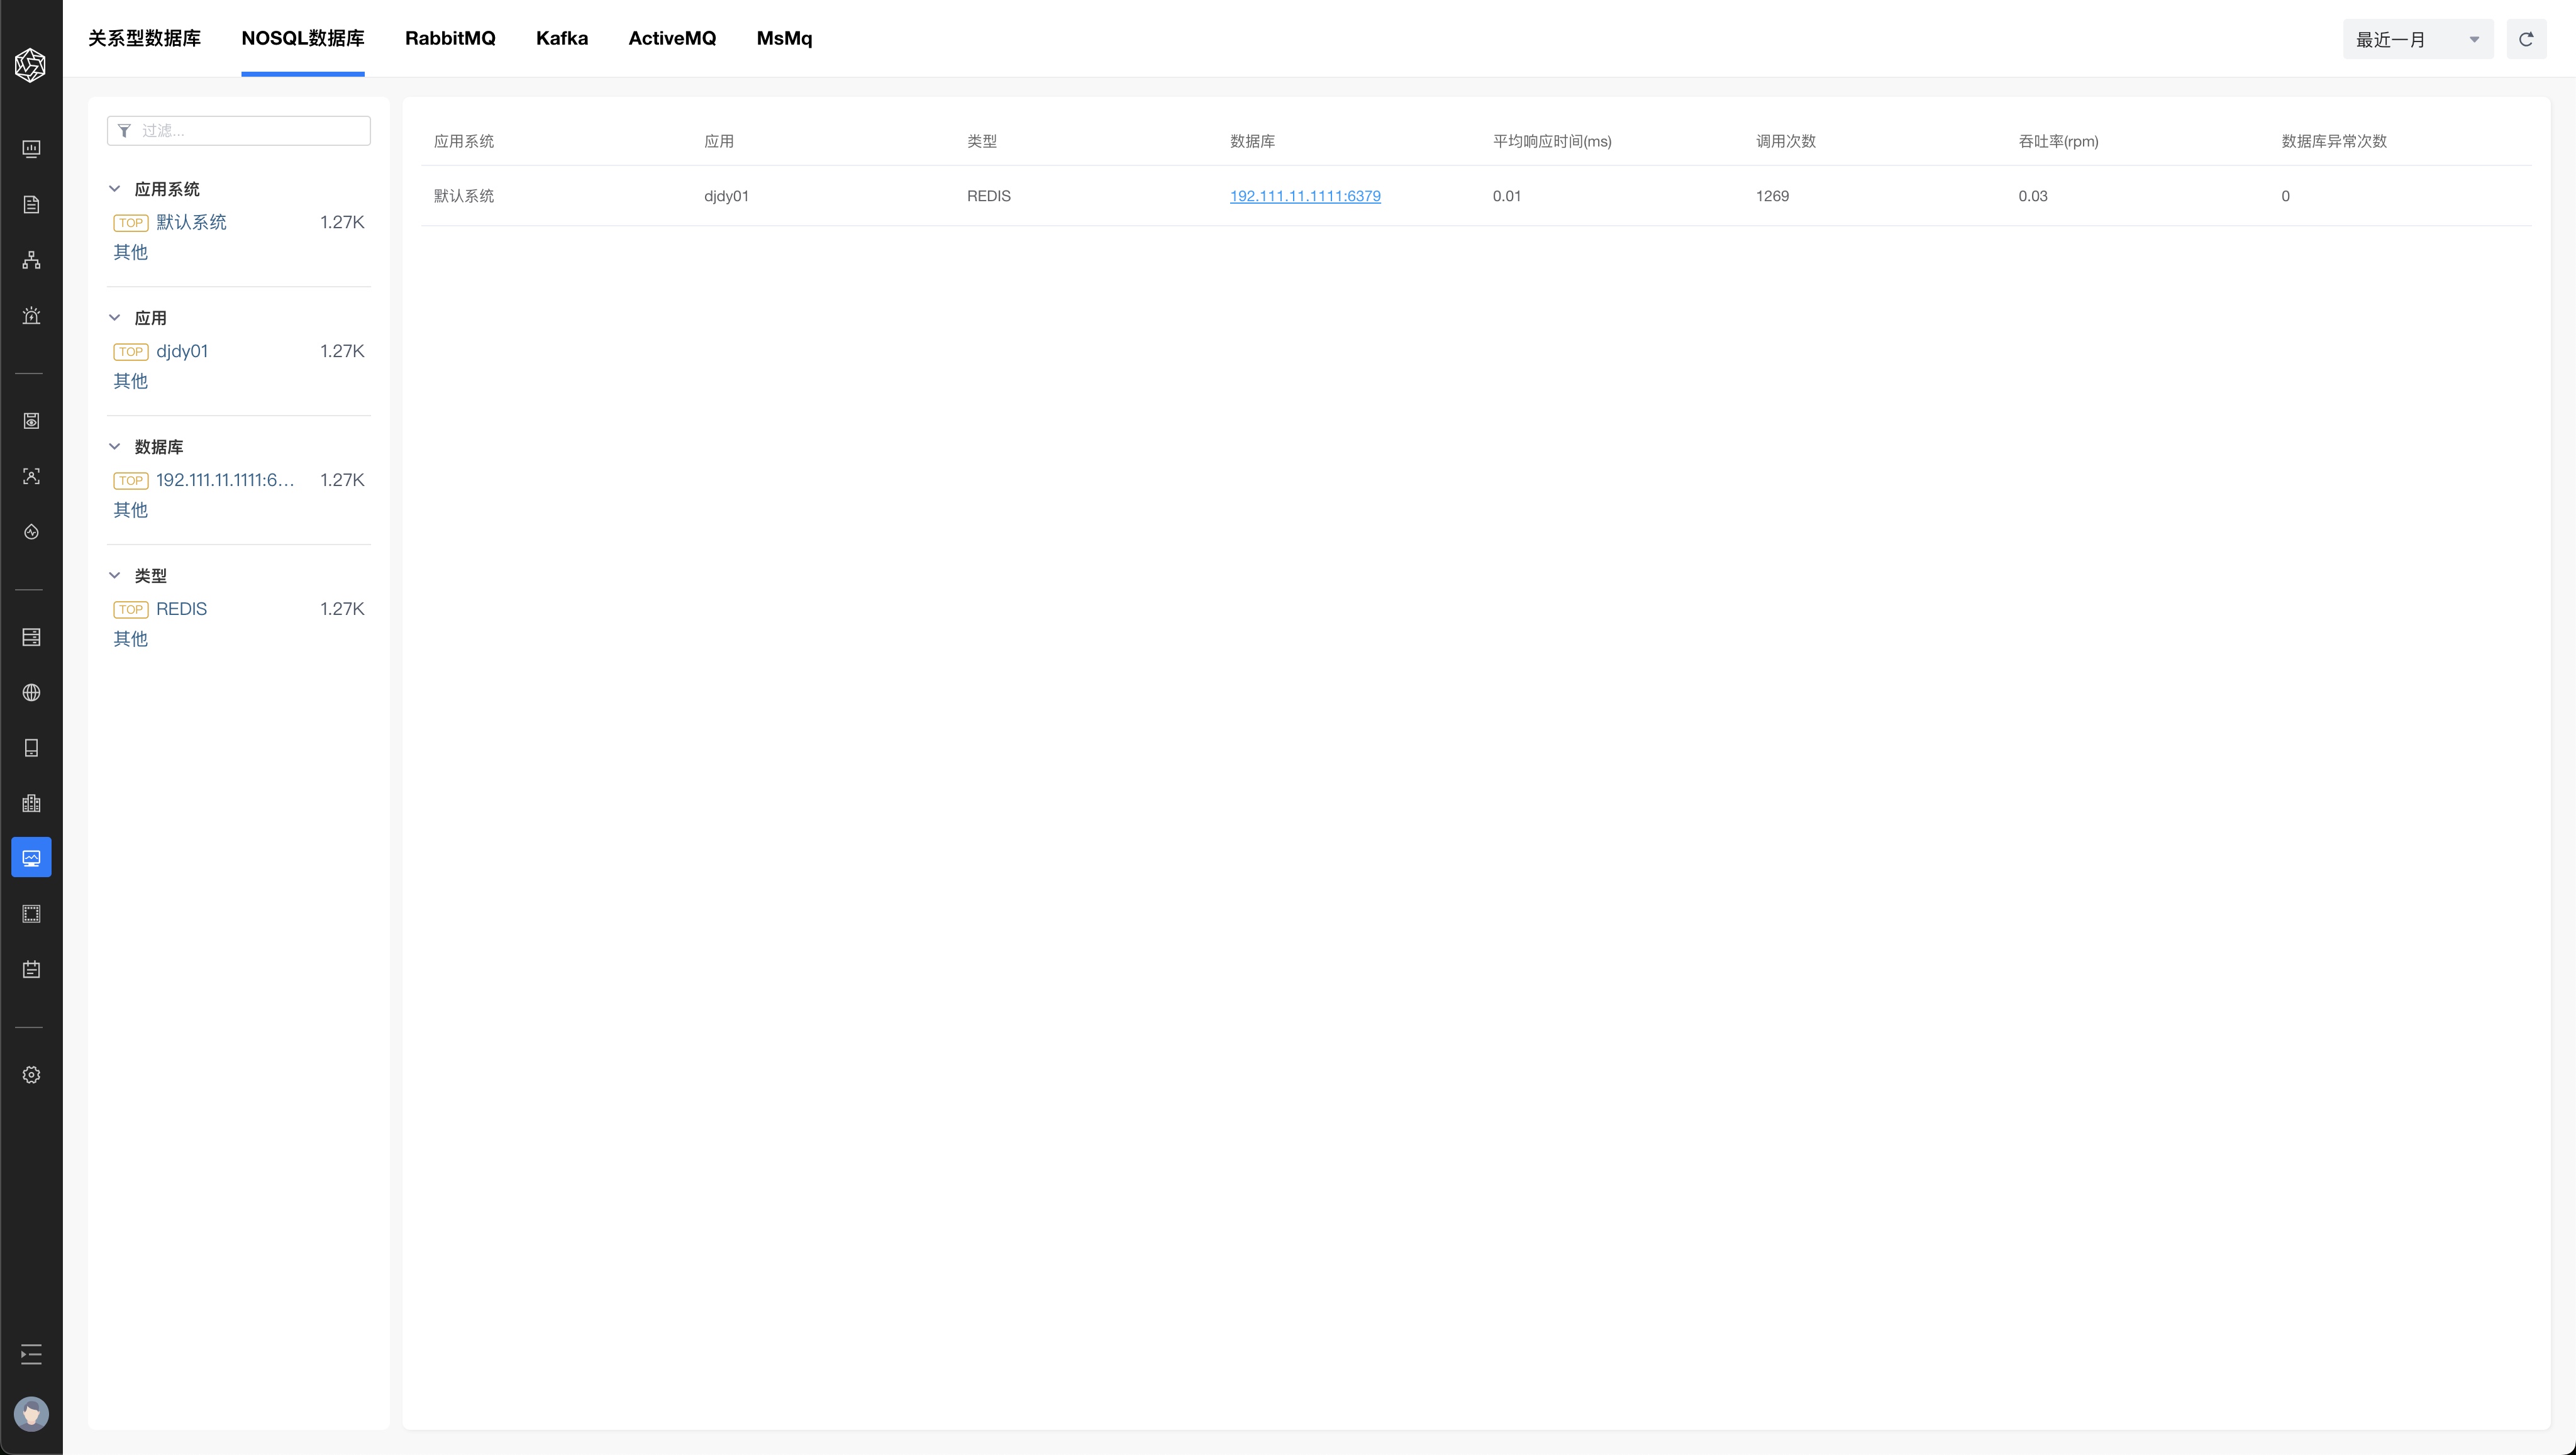 关系型数据库 NOSQL数据库 RabbitMQ Kafka ActiveMQ MsMq 最近一月
过滤...
应用系统
TOP 默认系统 1.27K
其他
应用
TOP djdy01 1.27K
其他
数据库
TOP 192.111.11.1111:6... 1.27K
其他
类型
TOP REDIS 1.27K
其他
应用系统 应用 类型 数据库 平均响应时间(ms) 调用次数 吞吐率(rpm) 数据库异常次数
默认系统 djdy01 REDIS 192.111.11.1111:6379 0.01 1269 0.03 0